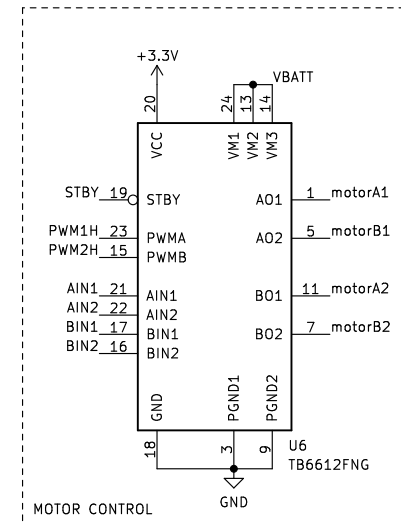 +3.3V
VBATT
20
24
13
14
VCC
VM1
VM2
VM3
STBY 19 STBY
AO1 1 motorA1
PWM1H 23 PWMA
AO2 5 motorB1
PWM2H 15 PWMB
AIN1 21 AIN1
BO1 11 motorA2
AIN2 22 AIN2
BIN1 17 BIN1
BO2 7 motorB2
BIN2 16 BIN2
GND
PGND1
PGND2
18
3
9
U6
TB6612FNG
GND
MOTOR CONTROL